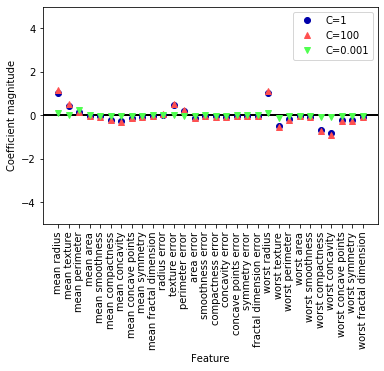 C=1
C=100
C=0.001
Coefficient magnitude
4
2
0
−2
−4
mean radius
mean texture
mean perimeter
mean area
mean smoothness
mean compactness
mean concavity
mean concave points
mean symmetry
mean fractal dimension
radius error
texture error
perimeter error
area error
smoothness error
compactness error
concavity error
concave points error
symmetry error
fractal dimension error
worst radius
worst texture
worst perimeter
worst area
worst smoothness
worst compactness
worst concavity
worst concave points
worst symmetry
worst fractal dimension
Feature